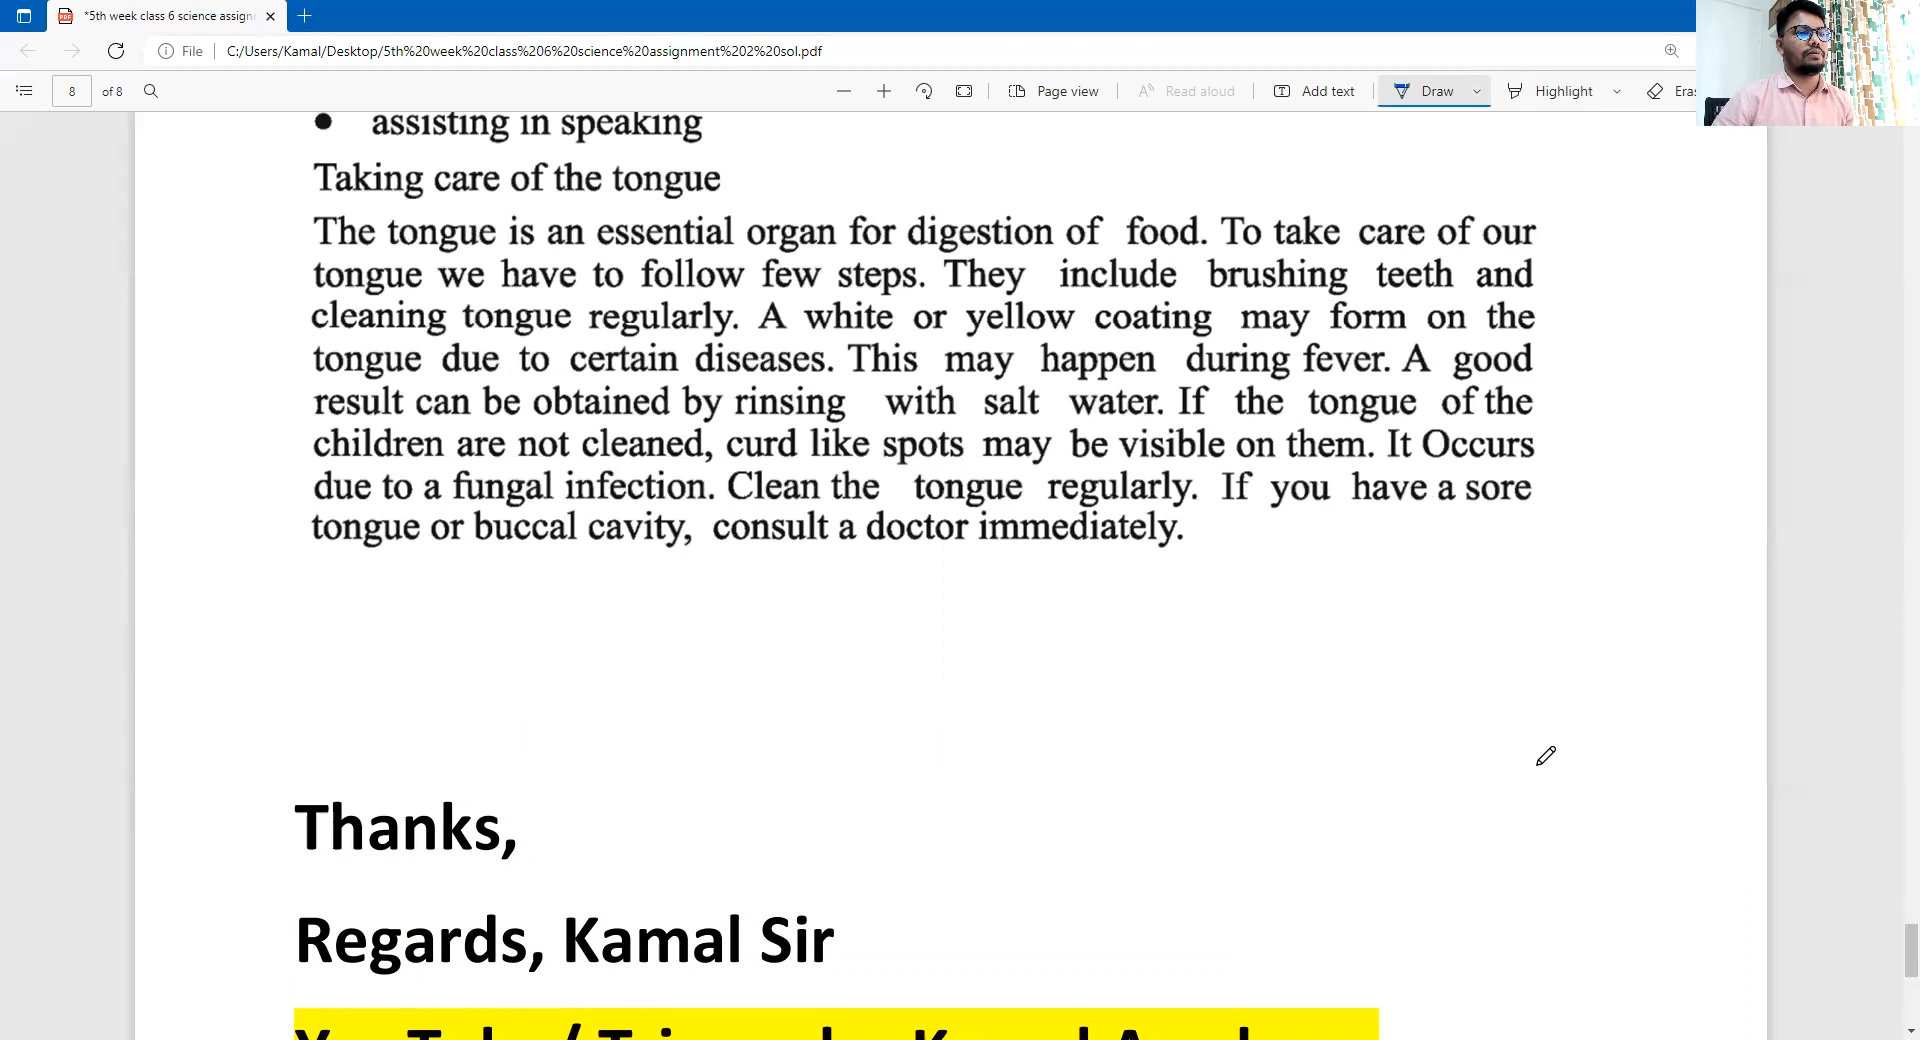 *5th week class 6 science assign
File C:/Users/Kamal/Desktop/5th%20week%20class%206%20science%20assignment%202%20sol.pdf
8 of 8 Page view Read aloud Add text Draw Highlight Eras
assisting in speaking
Taking care of the tongue
The tongue is an essential organ for digestion of food. To take care of our
tongue we have to follow few steps. They include brushing teeth and
cleaning tongue regularly. A white or yellow coating may form on the
tongue due to certain diseases. This may happen during fever. A good
result can be obtained by rinsing with salt water. If the tongue of the
children are not cleaned, curd like spots may be visible on them. It Occurs
due to a fungal infection. Clean the tongue regularly. If you have a sore
tongue or buccal cavity, consult a doctor immediately.
Thanks,
Regards, Kamal Sir